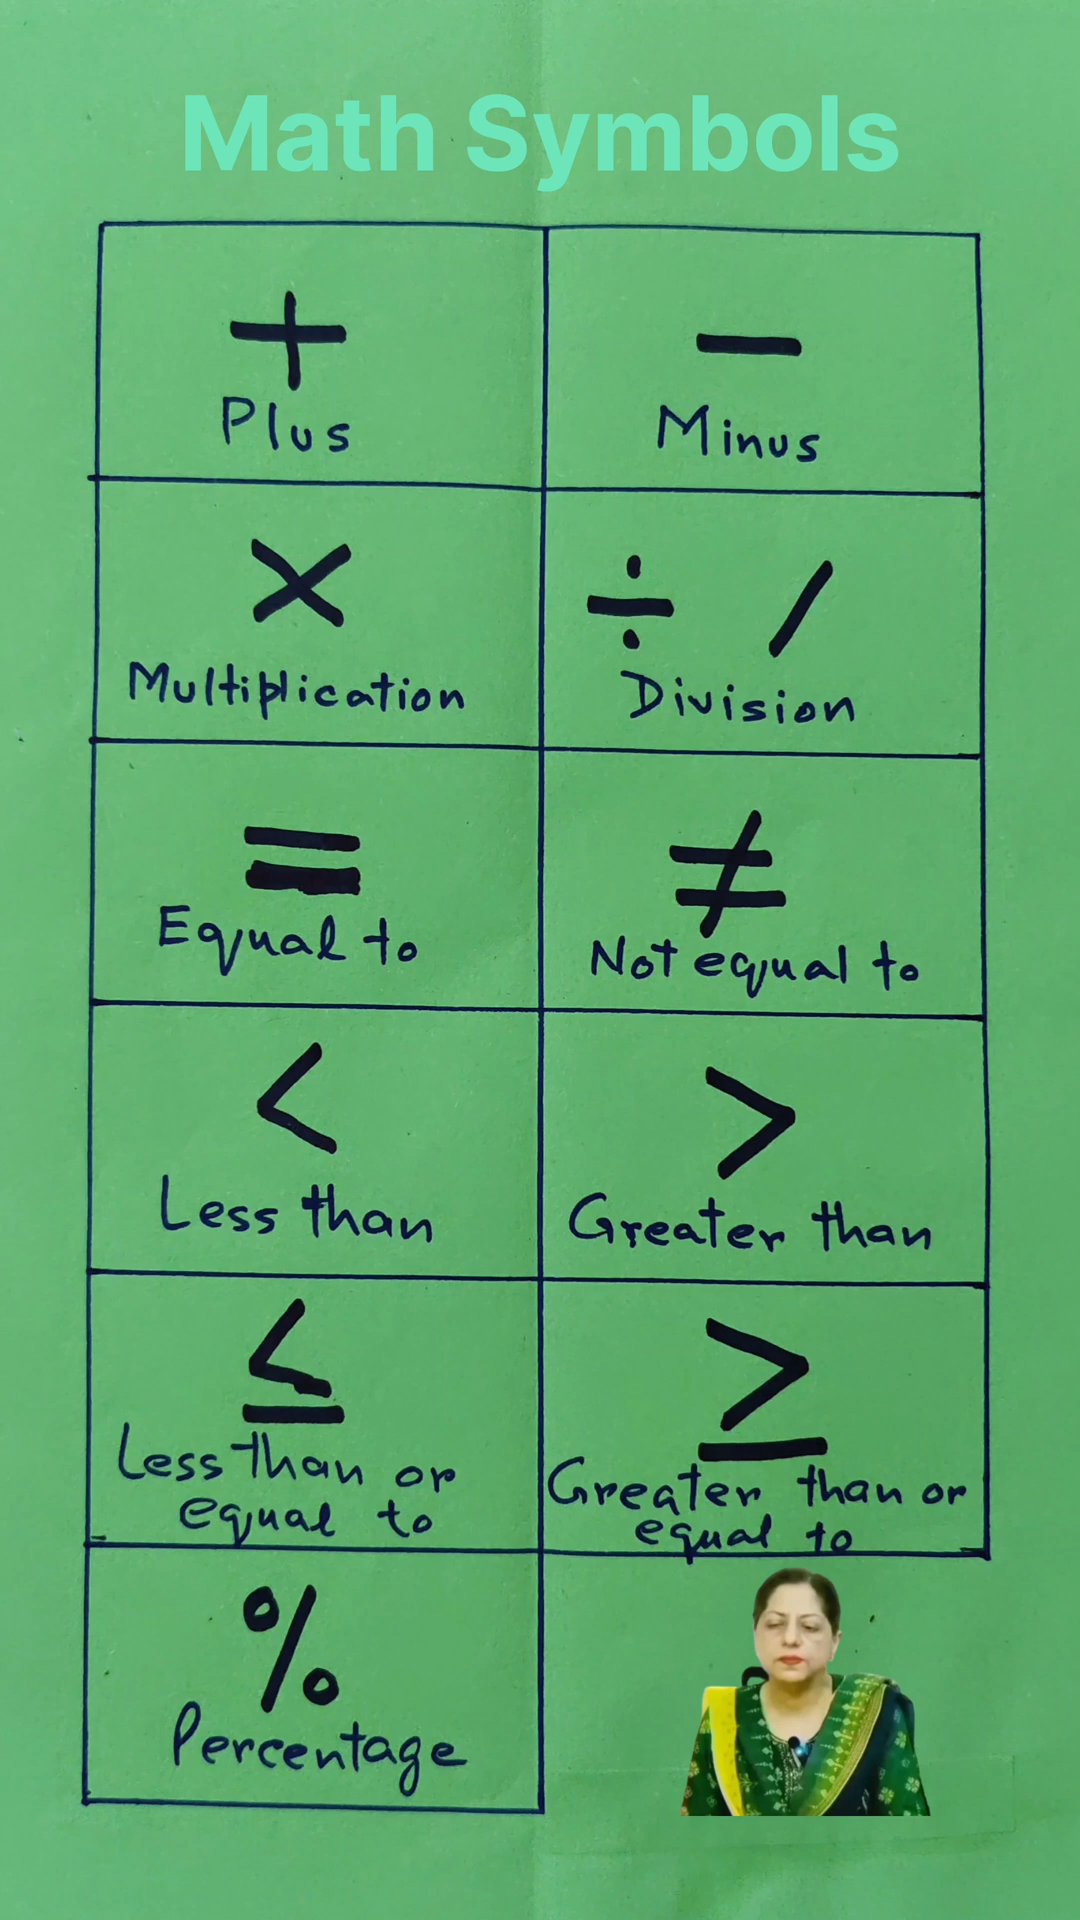 Math Symbols
+ −
Plus Minus
× ÷ /
Multiplication Division
= ≠
Equal to Not equal to
< >
Less than Greater than
≤ ≥
Less than or Greater than or
equal to equal to
%
Percentage